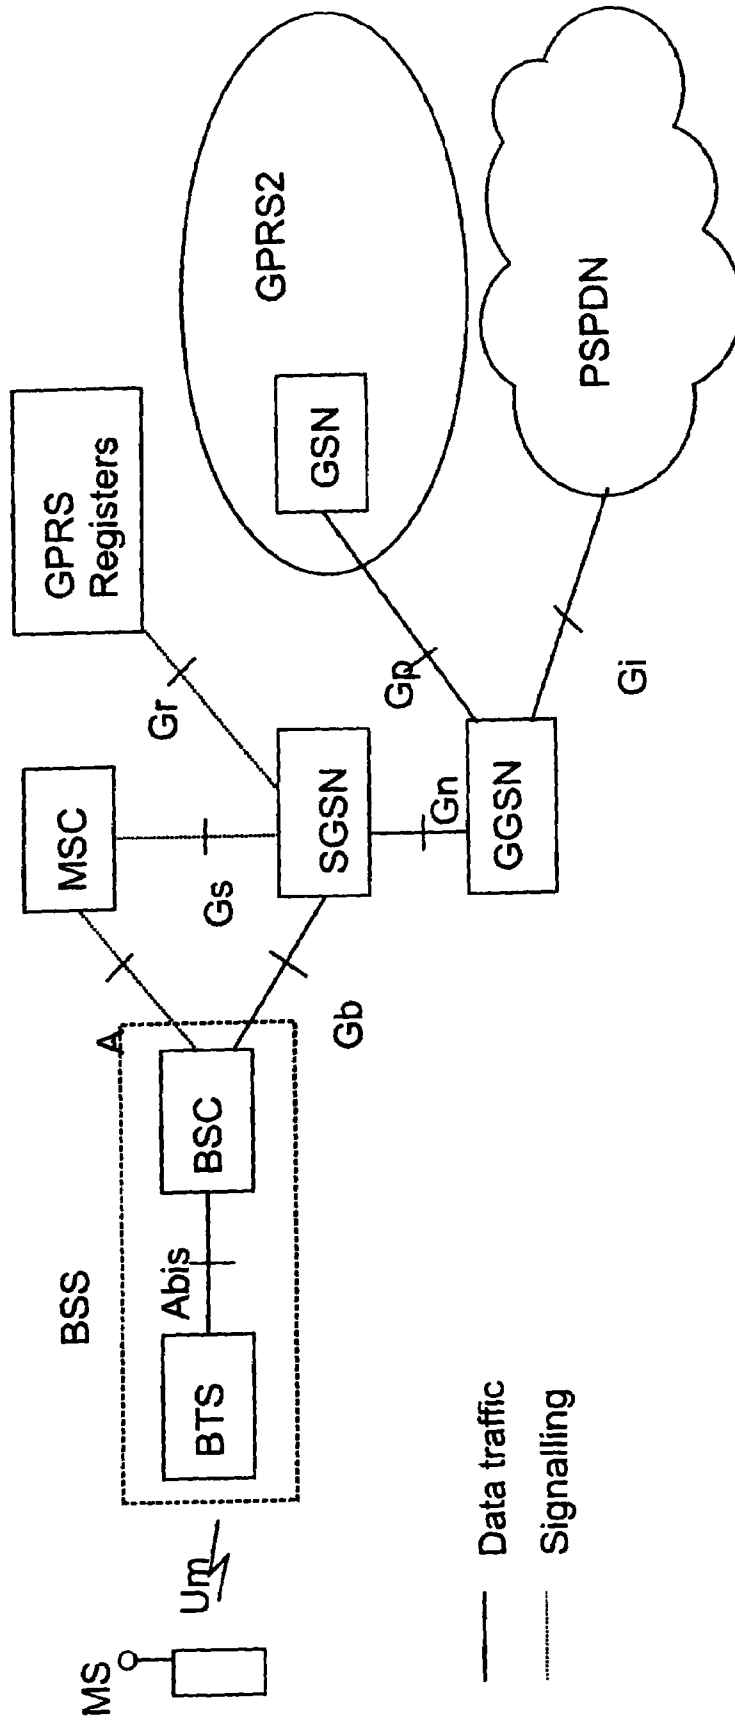 MS
Um
BSS
BTS
Abis
BSC
A
Gb
MSC
Gs
SGSN
Gr
GPRS
Registers
Gn
GGSN
Gp
Gi
GSN
GPRS2
PSPDN
Data traffic
Signalling